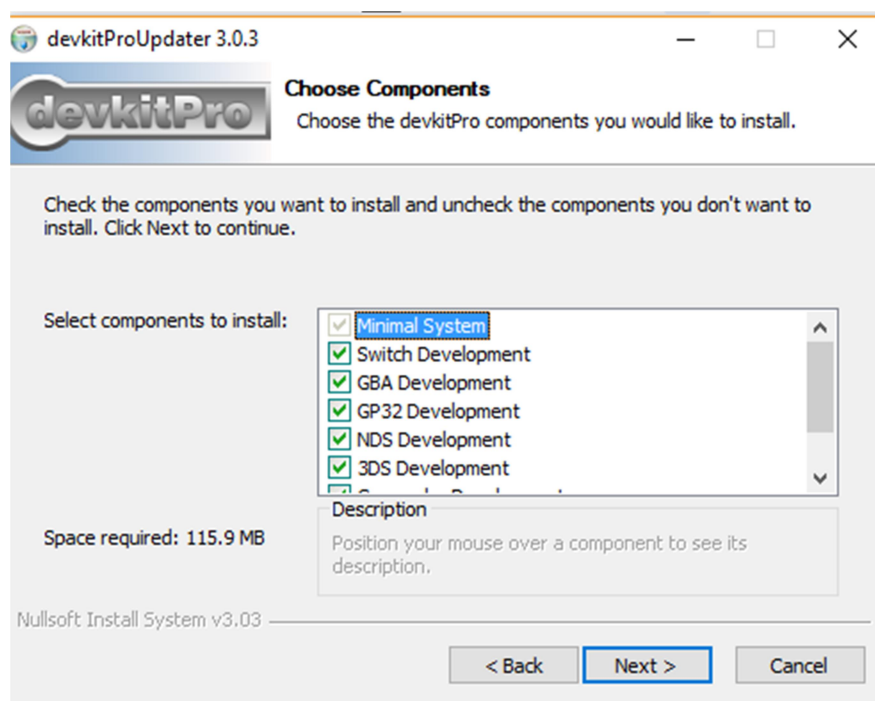 devkitProUpdater 3.0.3
devkitPro
Choose Components
Choose the devkitPro components you would like to install.
Check the components you want to install and uncheck the components you don't want to
install. Click Next to continue.
Select components to install:
Minimal System
Switch Development
GBA Development
GP32 Development
NDS Development
3DS Development
Space required: 115.9 MB
Description
Position your mouse over a component to see its
description.
Nullsoft Install System v3.03
< Back
Next >
Cancel